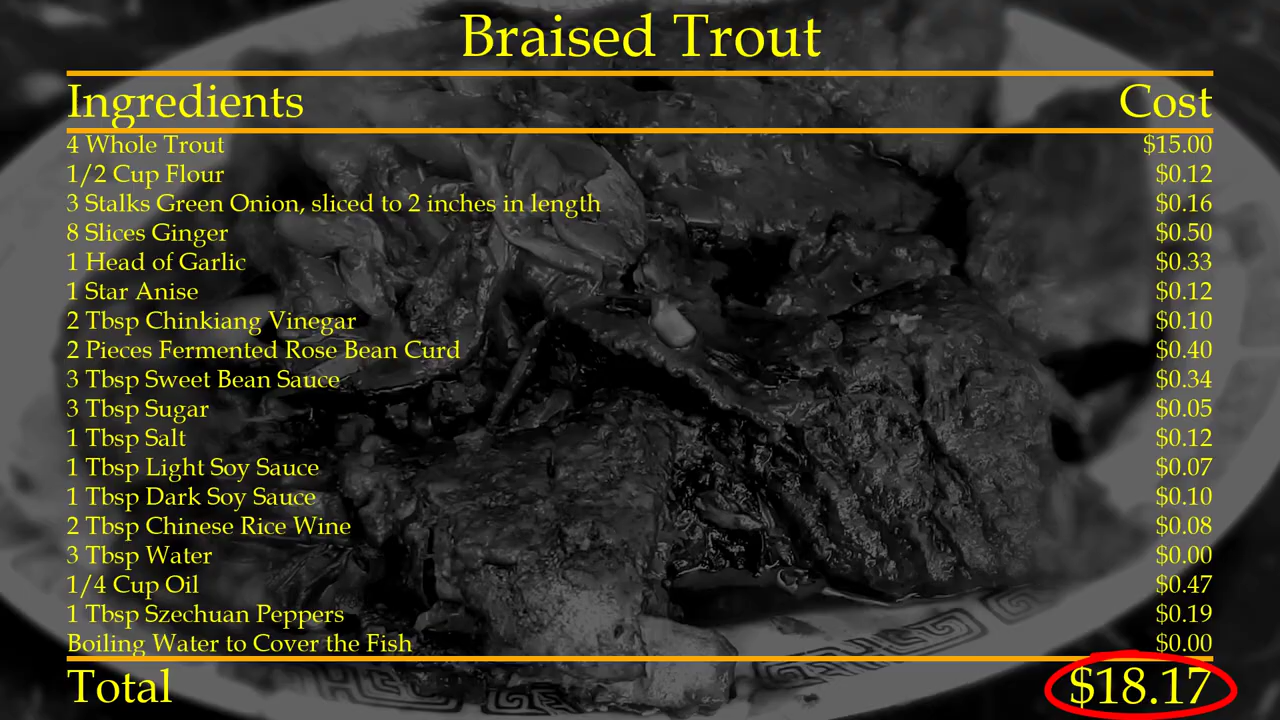 Braised Trout
Ingredients Cost
4 Whole Trout $15.00
1/2 Cup Flour $0.12
3 Stalks Green Onion, sliced to 2 inches in length $0.16
8 Slices Ginger $0.50
1 Head of Garlic $0.33
1 Star Anise $0.12
2 Tbsp Chinkiang Vinegar $0.10
2 Pieces Fermented Rose Bean Curd $0.40
3 Tbsp Sweet Bean Sauce $0.34
3 Tbsp Sugar $0.05
1 Tbsp Salt $0.12
1 Tbsp Light Soy Sauce $0.07
1 Tbsp Dark Soy Sauce $0.10
2 Tbsp Chinese Rice Wine $0.08
3 Tbsp Water $0.00
1/4 Cup Oil $0.47
1 Tbsp Szechuan Peppers $0.19
Boiling Water to Cover the Fish $0.00
Total $18.17